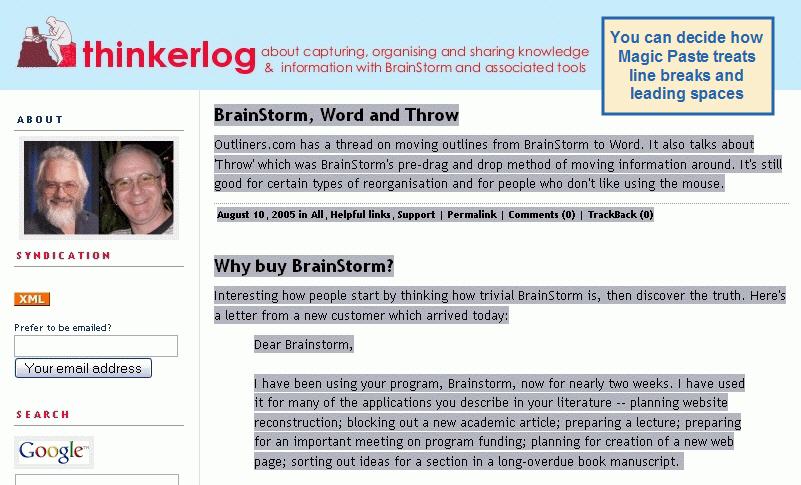 thinkerlog
about capturing, organising and sharing knowledge
& information with BrainStorm and associated tools
You can decide how
Magic Paste treats
line breaks and
leading spaces
ABOUT
SYNDICATION
XML
Prefer to be emailed?
Your email address
SEARCH
Google™
BrainStorm, Word and Throw
Outliners.com has a thread on moving outlines from BrainStorm to Word. It also talks about
'Throw' which was BrainStorm's pre-drag and drop method of moving information around. It's still
good for certain types of reorganisation and for people who don't like using the mouse.
August 10, 2005 in All, Helpful links, Support | Permalink | Comments (0) | TrackBack (0)
Why buy BrainStorm?
Interesting how people start by thinking how trivial BrainStorm is, then discover the truth. Here's
a letter from a new customer which arrived today:
Dear Brainstorm,
I have been using your program, Brainstorm, now for nearly two weeks. I have used
it for many of the applications you describe in your literature -- planning website
reconstruction; blocking out a new academic article; preparing a lecture; preparing
for an important meeting on program funding; planning for creation of a new web
page; sorting out ideas for a section in a long-overdue book manuscript.